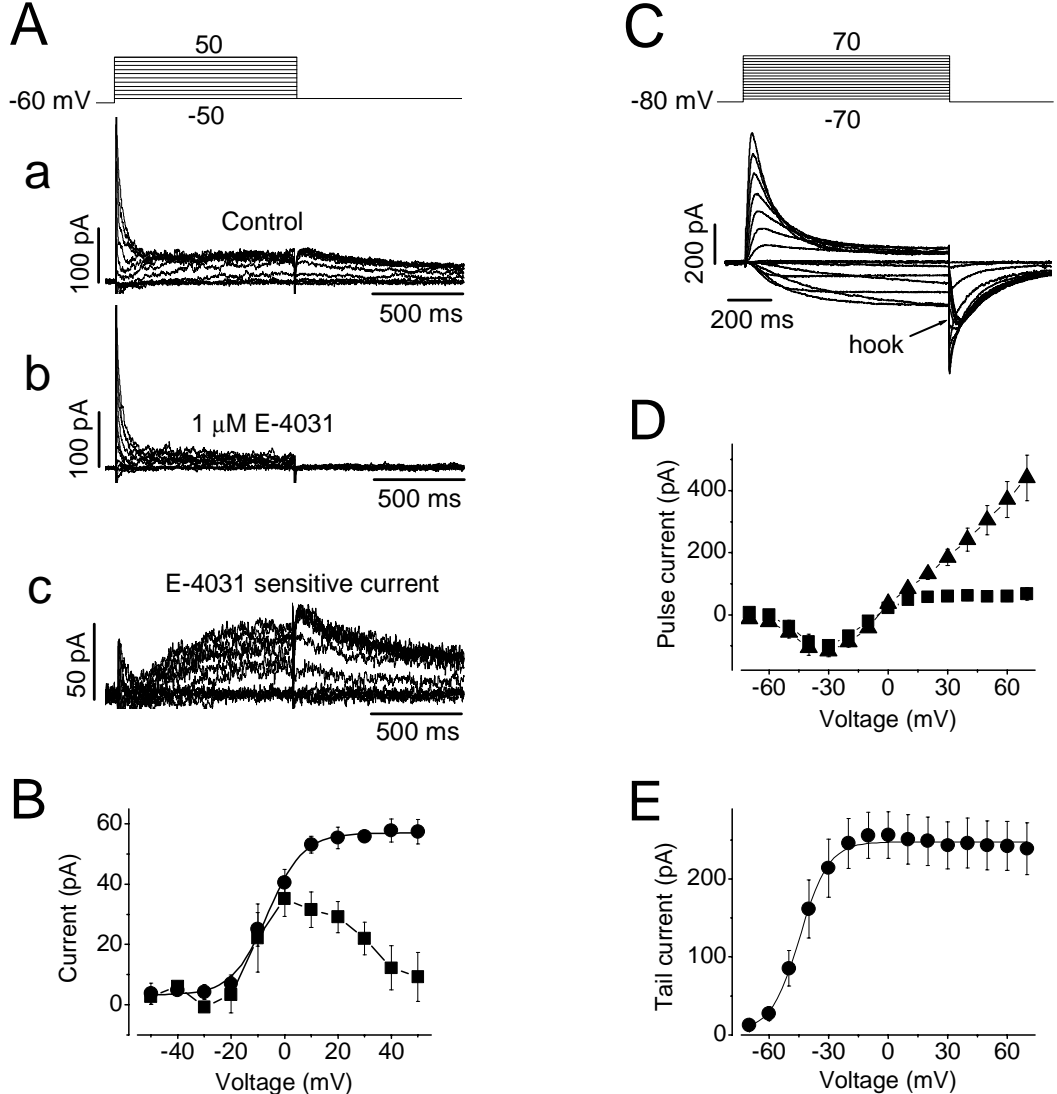 A
50
-60 mV
-50
a
Control
100 pA
500 ms
b
1 μM E-4031
100 pA
500 ms
c
E-4031 sensitive current
50 pA
500 ms
B
Current (pA)
60
40
20
0
-40 -20 0 20 40
Voltage (mV)
C
70
-80 mV
-70
200 pA
200 ms
hook
D
Pulse current (pA)
400
200
0
-60 -30 0 30 60
Voltage (mV)
E
Tail current (pA)
200
100
0
-60 -30 0 30 60
Voltage (mV)